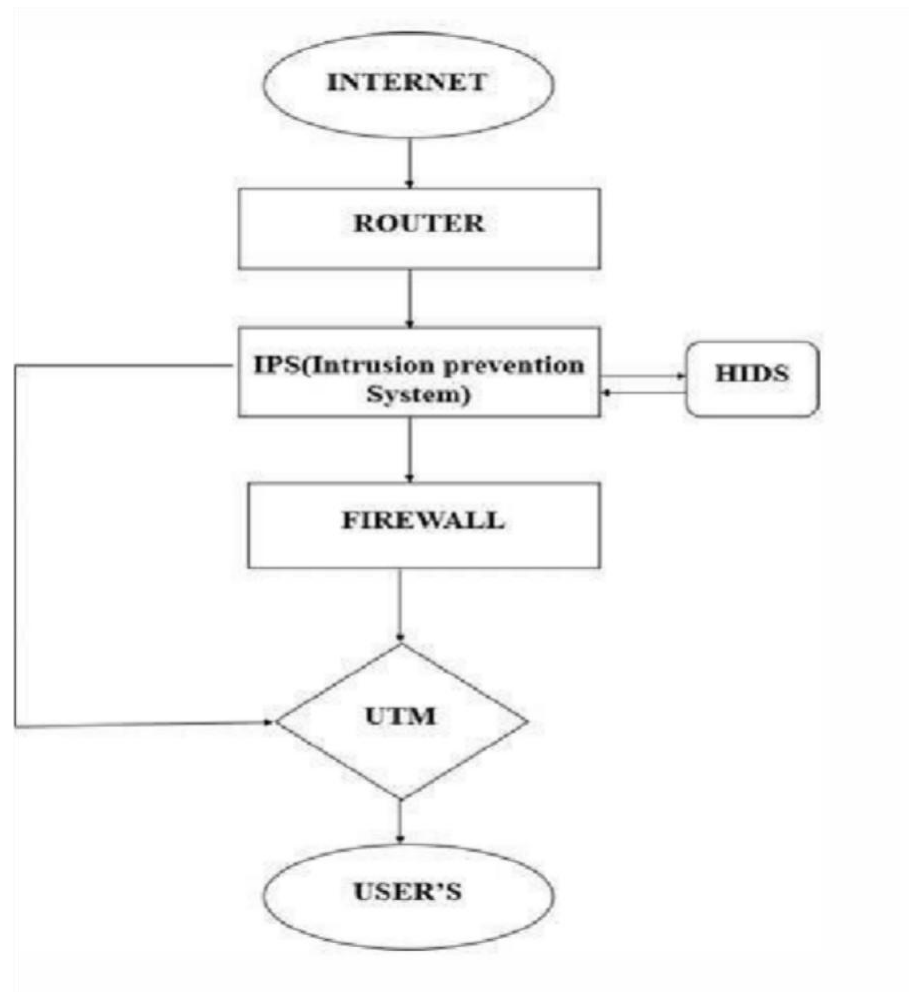 INTERNET
ROUTER
IPS(Intrusion prevention
System)
HIDS
FIREWALL
UTM
USER'S